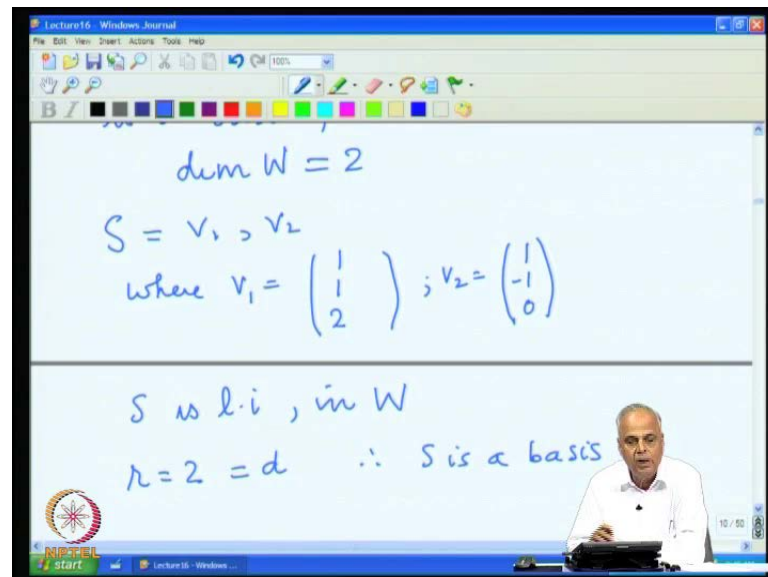 Lecture16 - Windows Journal
File Edit View Insert Actions Tools Help
100%
B I
dim W = 2
S = v₁, v₂
where v₁ = (1 1 2) ; v₂ = (1 -1 0)
S is l.i , in W
r = 2 = d ∴ S is a basis
10 / 50
NPTEL
start Lecture16 - Windows ...